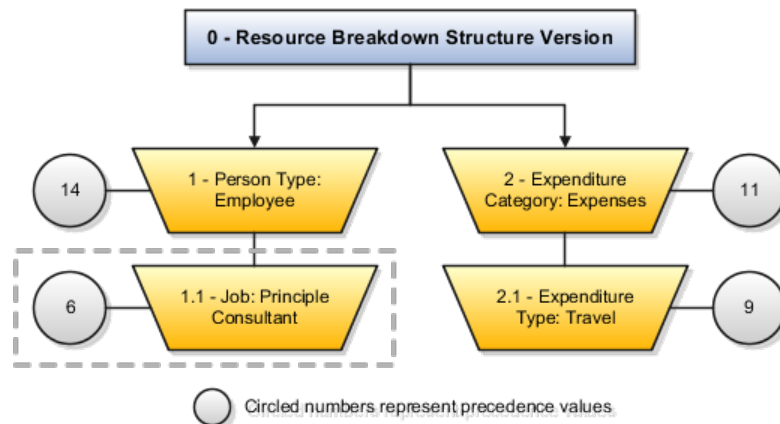 0 - Resource Breakdown Structure Version
14
1 - Person Type:
Employee
2 - Expenditure
Category: Expenses
11
6
1.1 - Job: Principle
Consultant
2.1 - Expenditure
Type: Travel
9
Circled numbers represent precedence values